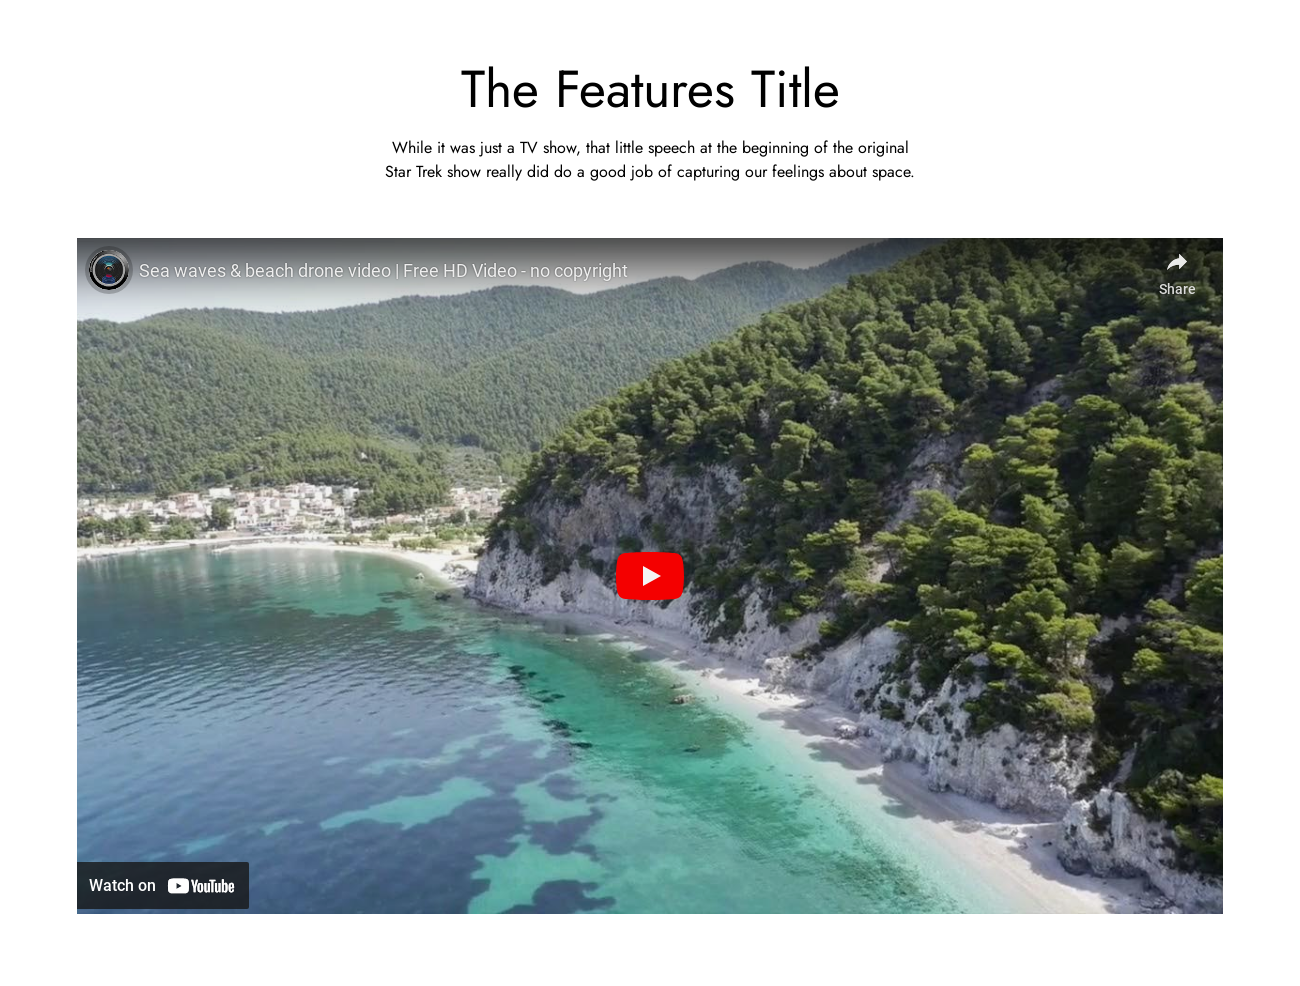 The Features Title
While it was just a TV show, that little speech at the beginning of the original
Star Trek show really did do a good job of capturing our feelings about space.
Sea waves & beach drone video | Free HD Video - no copyright
Share
Watch on YouTube